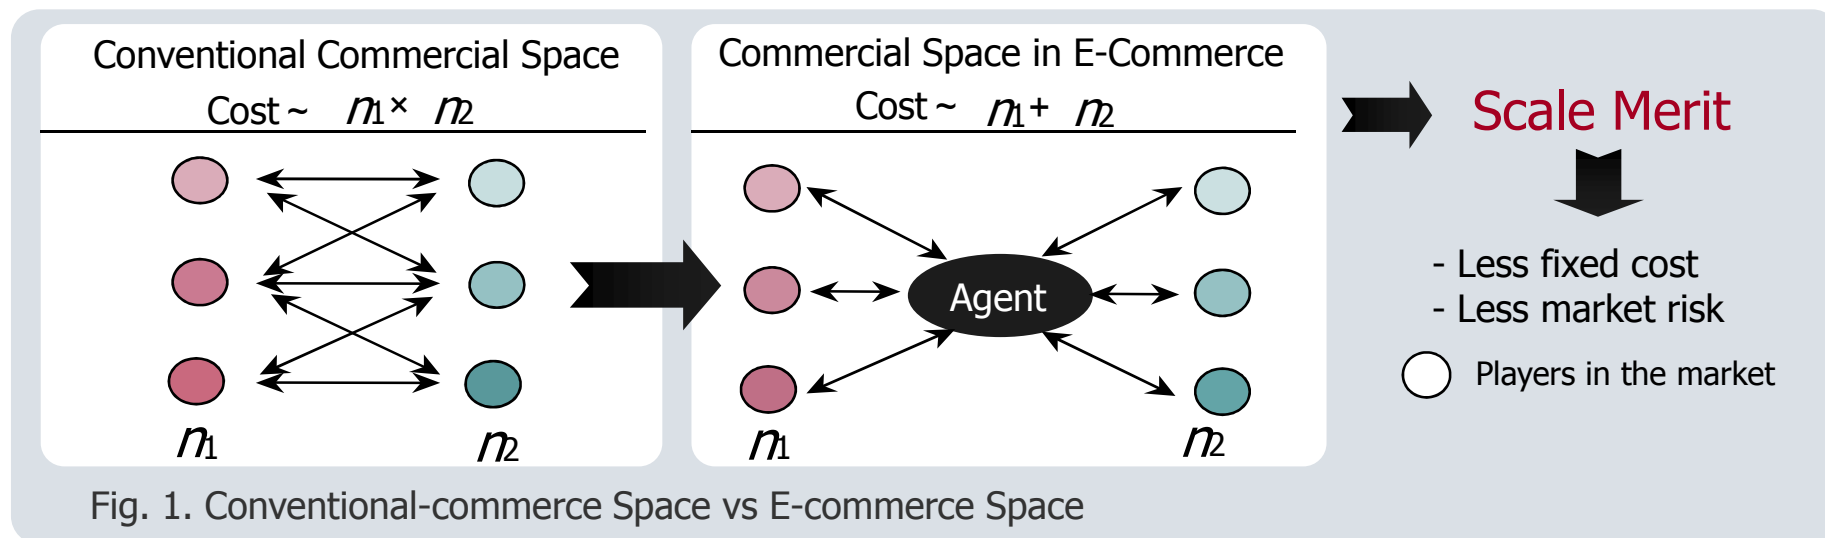 Conventional Commercial Space
Cost ~ n1 × n2
n1
n2
Commercial Space in E-Commerce
Cost ~ n1 + n2
Agent
n1
n2
Scale Merit
- Less fixed cost
- Less market risk
Players in the market
Fig. 1. Conventional-commerce Space vs E-commerce Space